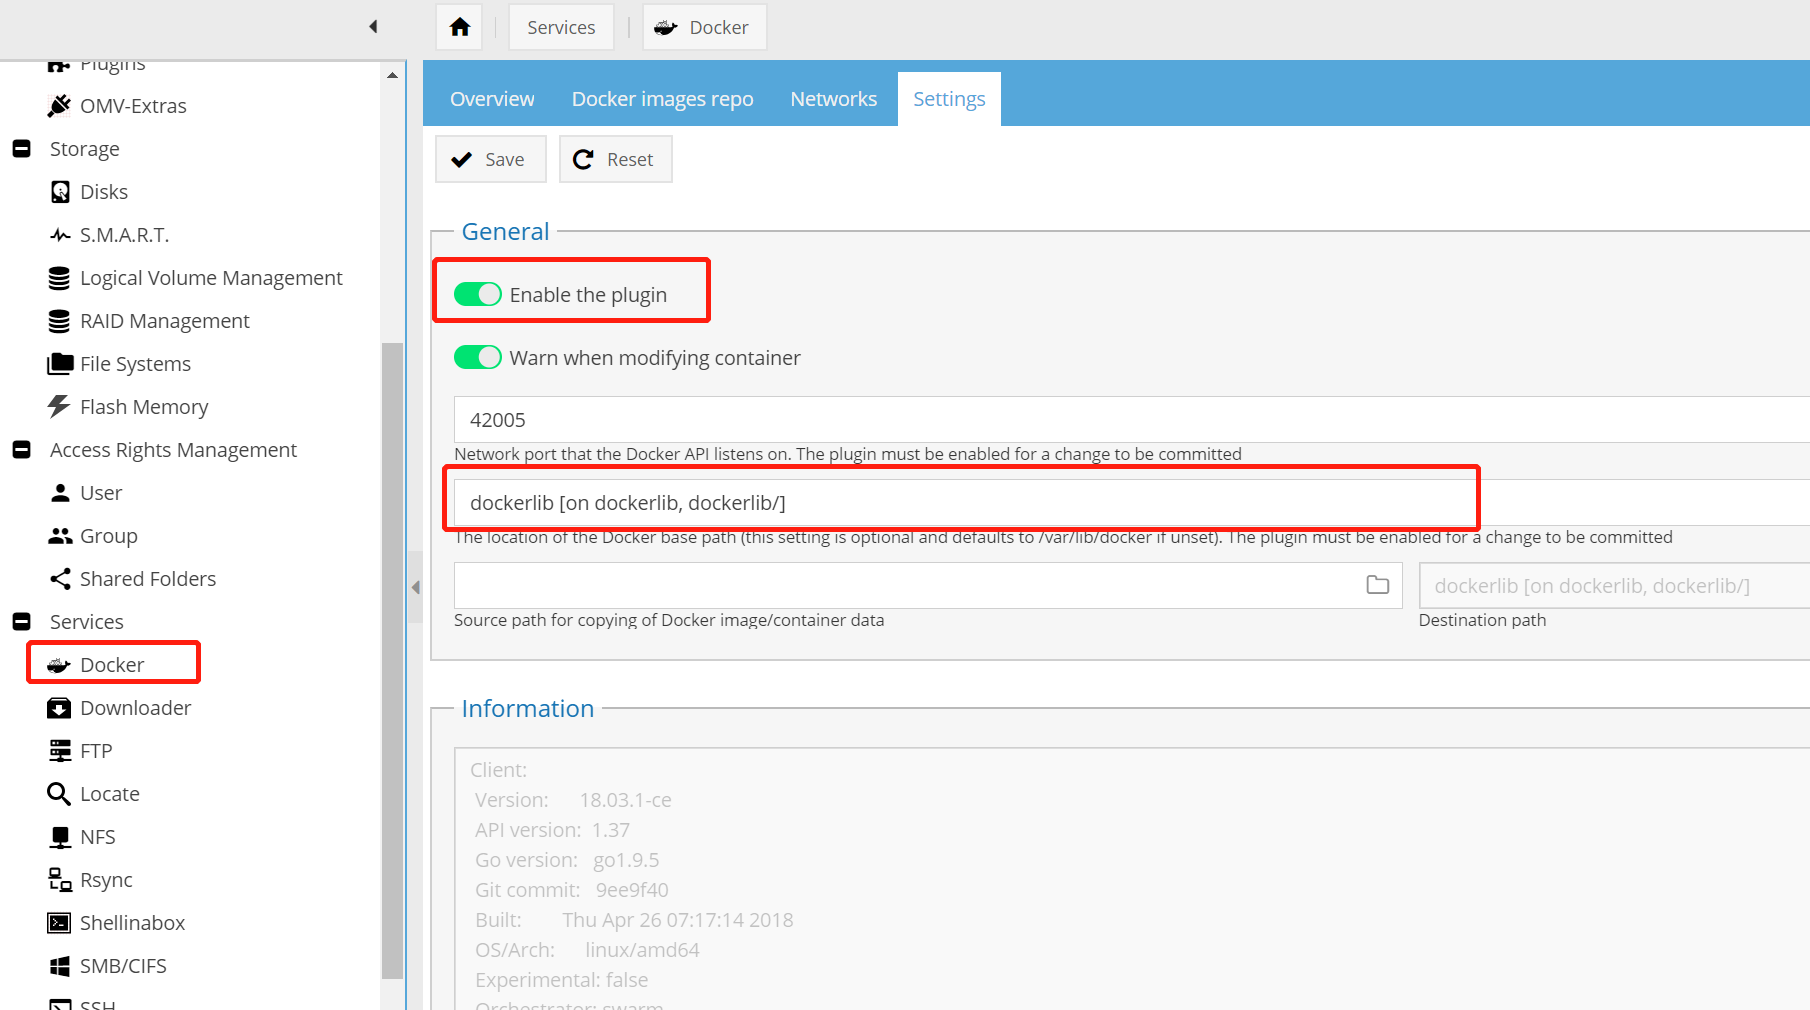 Services
Docker
Plugins
OMV-Extras
Storage
Disks
S.M.A.R.T.
Logical Volume Management
RAID Management
File Systems
Flash Memory
Access Rights Management
User
Group
Shared Folders
Services
Docker
Downloader
FTP
Locate
NFS
Rsync
Shellinabox
SMB/CIFS
SSH
Overview
Docker images repo
Networks
Settings
Save
Reset
General
Enable the plugin
Warn when modifying container
42005
Network port that the Docker API listens on. The plugin must be enabled for a change to be committed
dockerlib [on dockerlib, dockerlib/]
The location of the Docker base path (this setting is optional and defaults to /var/lib/docker if unset). The plugin must be enabled for a change to be committed
dockerlib [on dockerlib, dockerlib/]
Source path for copying of Docker image/container data
Destination path
Information
Client:
Version: 18.03.1-ce
API version: 1.37
Go version: go1.9.5
Git commit: 9ee9f40
Built: Thu Apr 26 07:17:14 2018
OS/Arch: linux/amd64
Experimental: false
Orchestrator: swarm